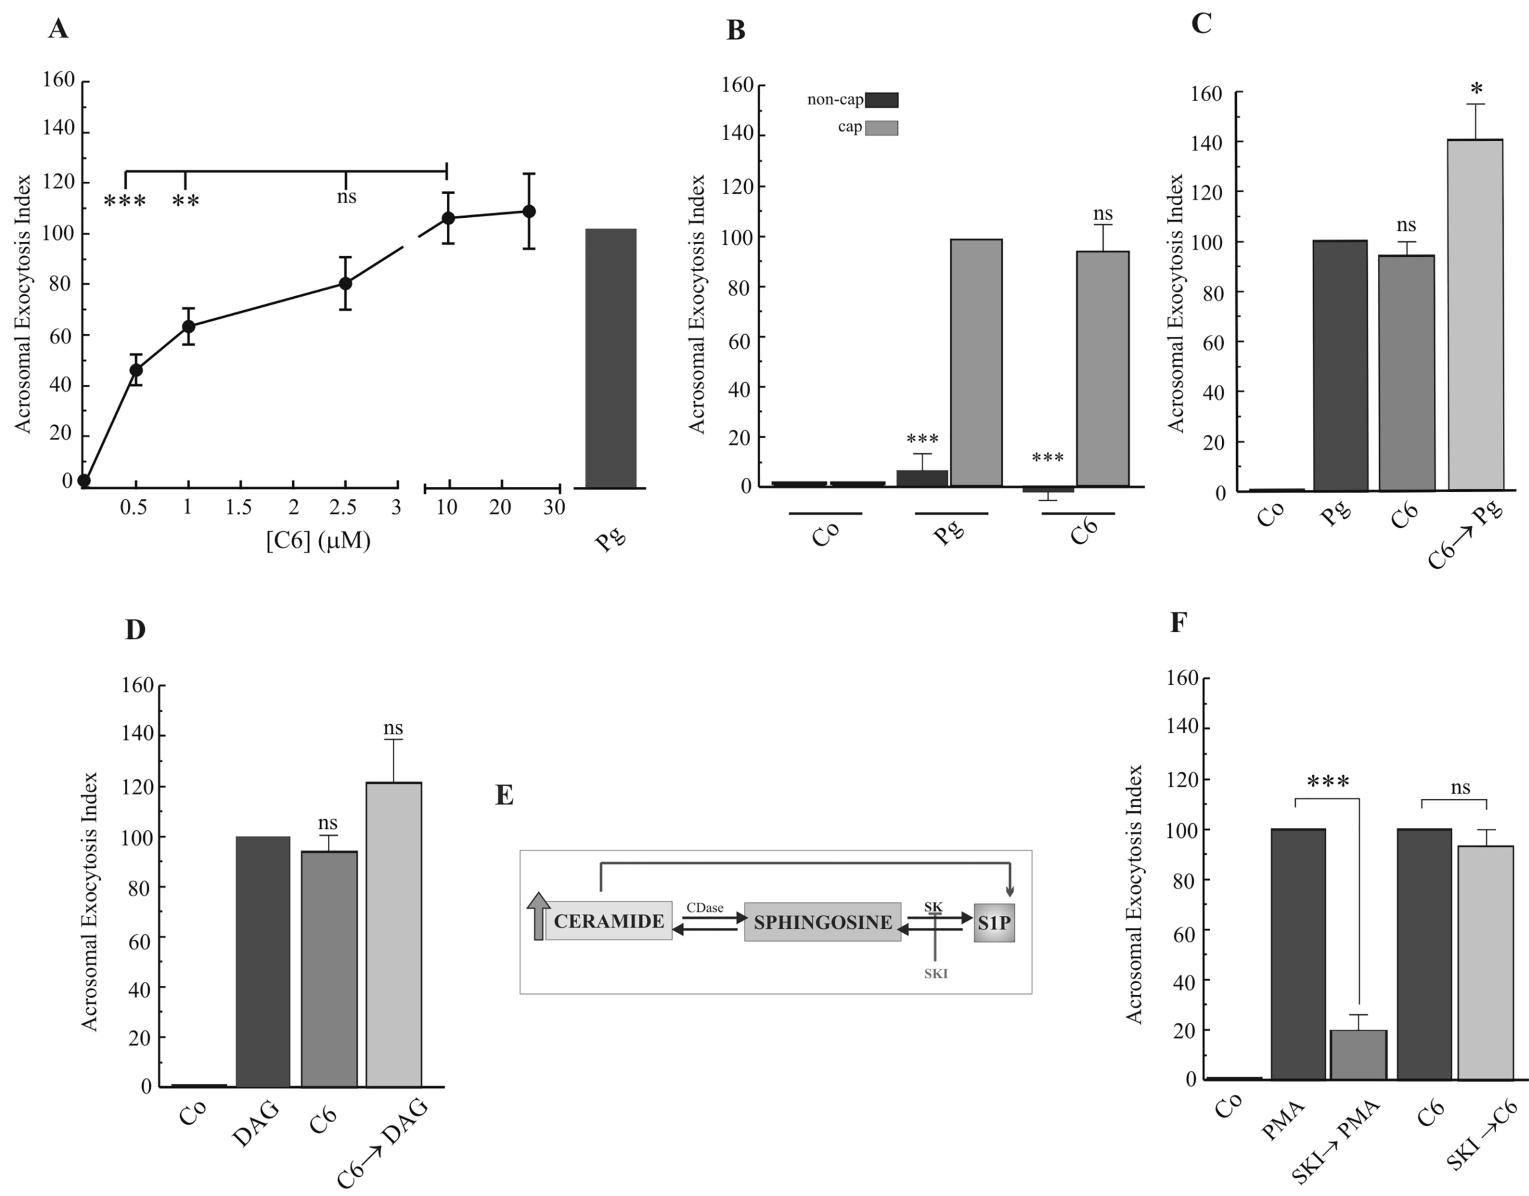 A
Acrosomal Exocytosis Index
160
140
120
100
80
60
40
20
0
***
**
ns
0.5
1
1.5
2
2.5
3
10
20
30
[C6] (μM)
Pg
B
Acrosomal Exocytosis Index
160
140
120
100
80
60
40
20
0
non-cap
cap
***
***
ns
Co
Pg
C6
C
Acrosomal Exocytosis Index
160
140
120
100
80
60
40
20
0
ns
*
Co
Pg
C6
C6→ Pg
D
Acrosomal Exocytosis Index
160
140
120
100
80
60
40
20
0
ns
ns
Co
DAG
C6
C6→ DAG
E
CERAMIDE
CDase
SPHINGOSINE
SK
SKI
S1P
F
Acrosomal Exocytosis Index
160
140
120
100
80
60
40
20
0
***
ns
Co
PMA
SKI→ PMA
C6
SKI →C6